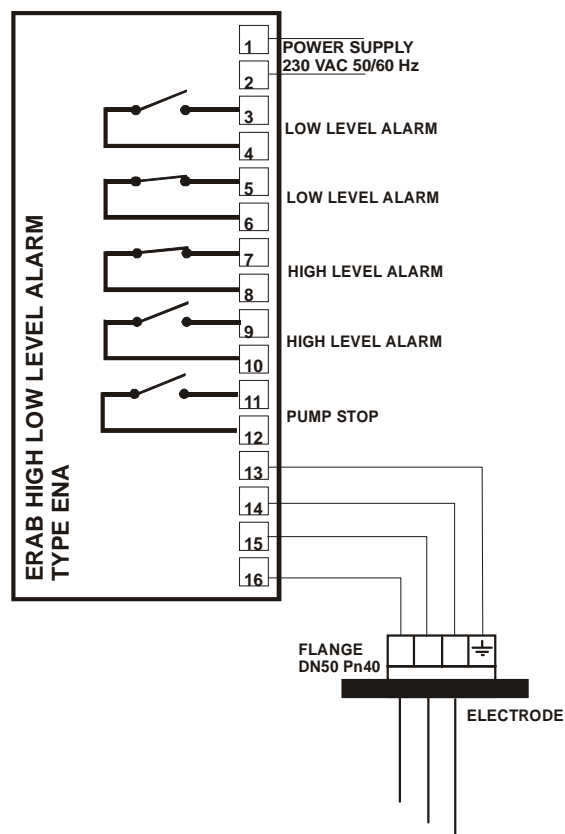 ERAB HIGH LOW LEVEL ALARM
TYPE ENA
1
POWER SUPPLY
2
230 VAC 50/60 Hz
3
LOW LEVEL ALARM
4
5
LOW LEVEL ALARM
6
7
HIGH LEVEL ALARM
8
9
HIGH LEVEL ALARM
10
11
PUMP STOP
12
13
14
15
16
FLANGE
DN50 Pn40
ELECTRODE